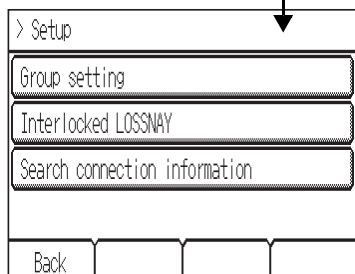 > Setup
Group setting
Interlocked LOSSNAY
Search connection information
Back